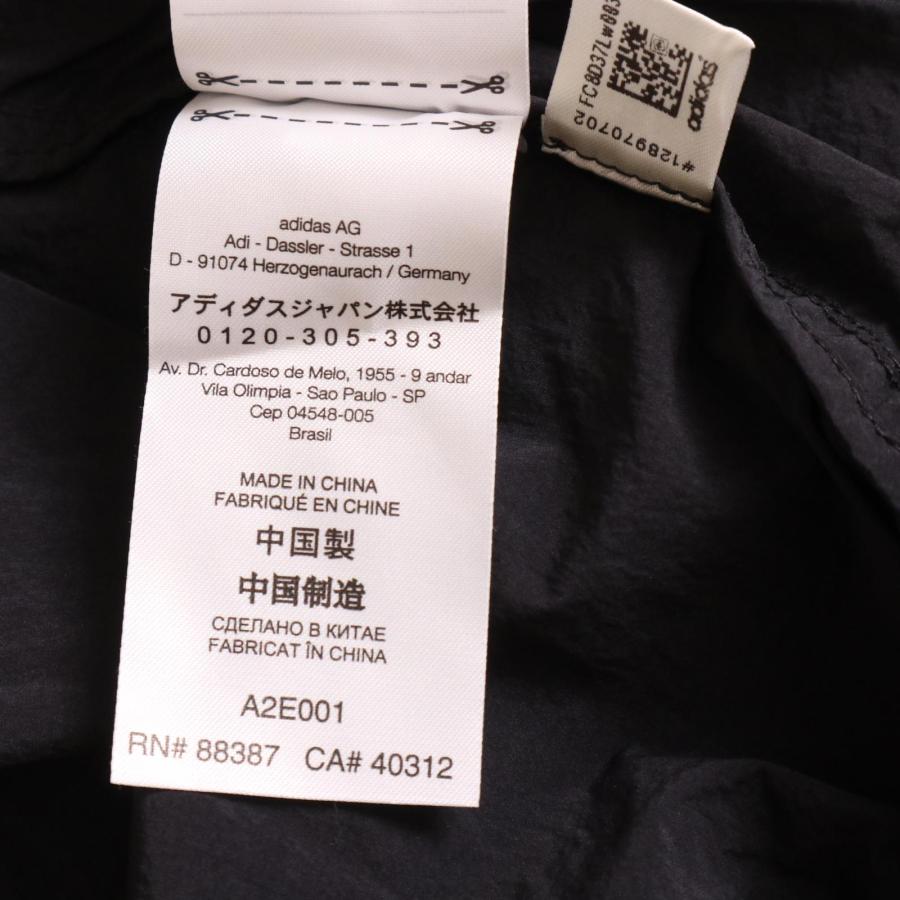 adidas AG
Adi - Dassler - Strasse 1
D - 91074 Herzogenaurach / Germany
アディダスジャパン株式会社
0120-305-393
Av. Dr. Cardoso de Melo, 1955 - 9 andar
Vila Olimpia - Sao Paulo - SP
Cep 04548-005
Brasil
MADE IN CHINA
FABRIQUÉ EN CHINE
中国製
中国制造
СДЕЛАНО В КИТАЕ
FABRICAT ÎN CHINA
A2E001
RN# 88387 CA# 40312
#128970702
FC8D37LW003
adidas